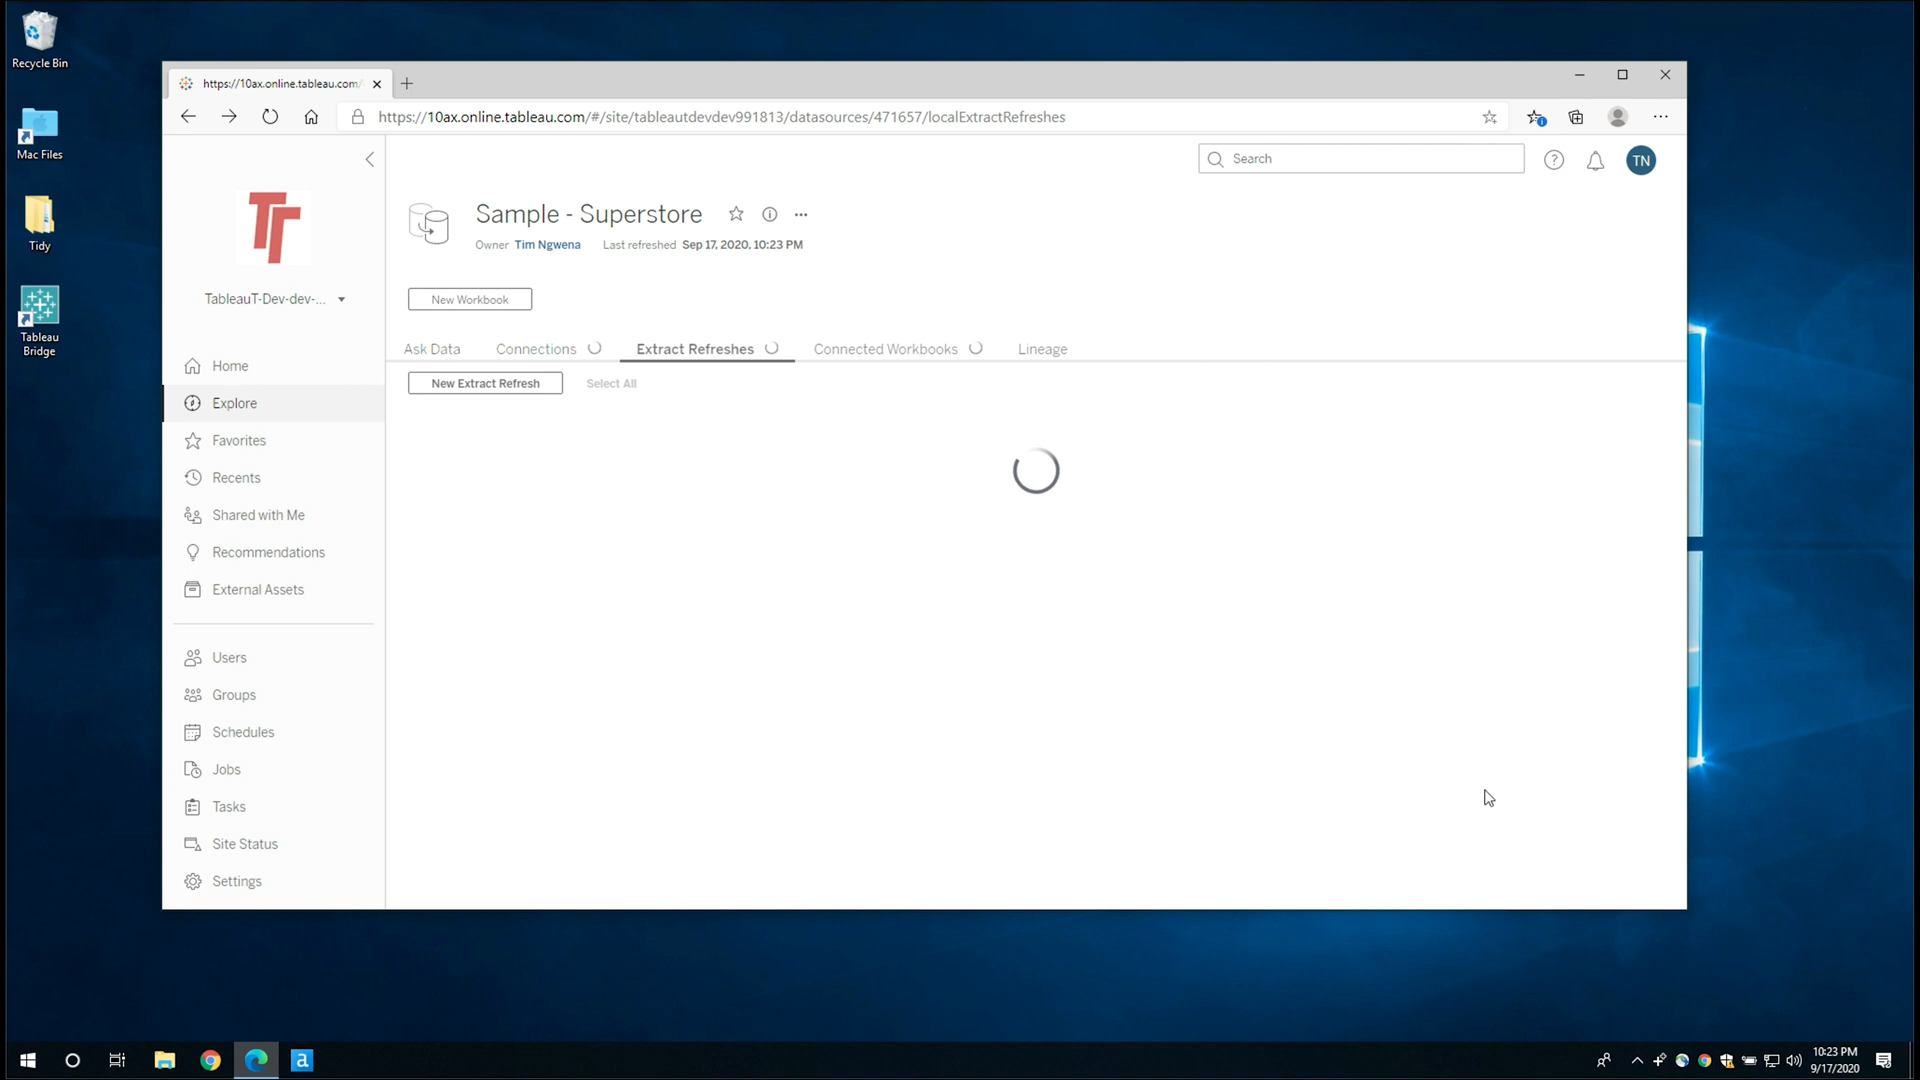 Recycle Bin
Mac Files
Tidy
Tableau
Bridge
https://10ax.online.tableau.com/
https://10ax.online.tableau.com/#/site/tableautdevdev991813/datasources/471657/localExtractRefreshes
Search
TN
TT
TableauT-Dev-dev-...
Sample - Superstore
Owner Tim Ngwena Last refreshed Sep 17, 2020, 10:23 PM
New Workbook
Ask Data Connections Extract Refreshes Connected Workbooks Lineage
New Extract Refresh Select All
Home
Explore
Favorites
Recents
Shared with Me
Recommendations
External Assets
Users
Groups
Schedules
Jobs
Tasks
Site Status
Settings
a
10:23 PM
9/17/2020